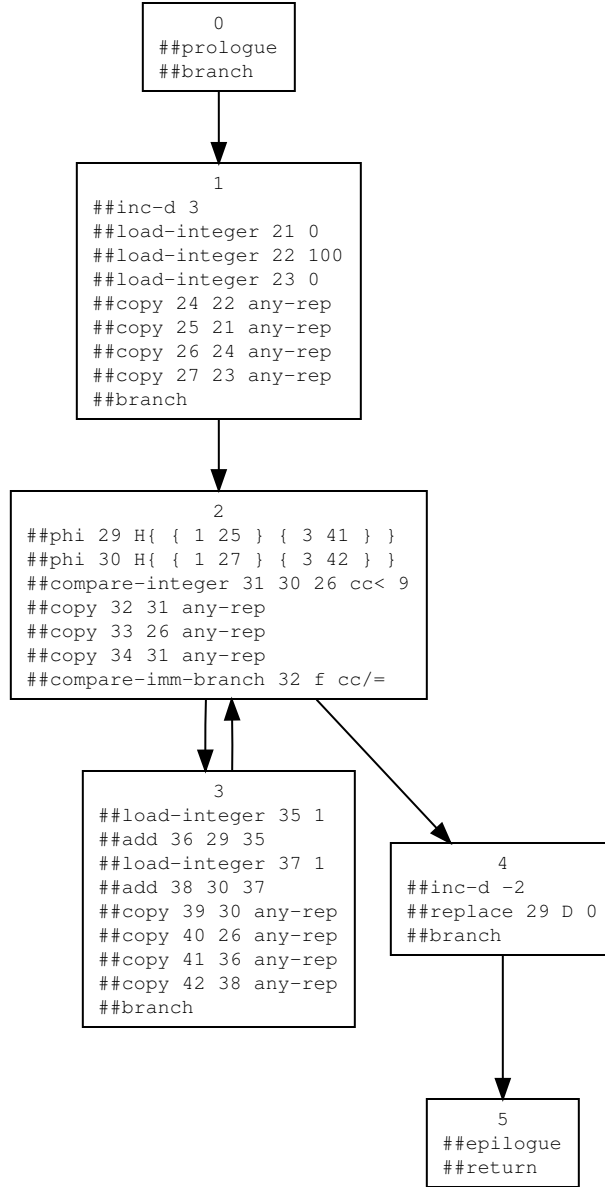 0
##prologue
##branch
1
##inc-d 3
##load-integer 21 0
##load-integer 22 100
##load-integer 23 0
##copy 24 22 any-rep
##copy 25 21 any-rep
##copy 26 24 any-rep
##copy 27 23 any-rep
##branch
2
##phi 29 H{ { 1 25 } { 3 41 } }
##phi 30 H{ { 1 27 } { 3 42 } }
##compare-integer 31 30 26 cc< 9
##copy 32 31 any-rep
##copy 33 26 any-rep
##copy 34 31 any-rep
##compare-imm-branch 32 f cc/=
3
##load-integer 35 1
##add 36 29 35
##load-integer 37 1
##add 38 30 37
##copy 39 30 any-rep
##copy 40 26 any-rep
##copy 41 36 any-rep
##copy 42 38 any-rep
##branch
4
##inc-d -2
##replace 29 D 0
##branch
5
##epilogue
##return